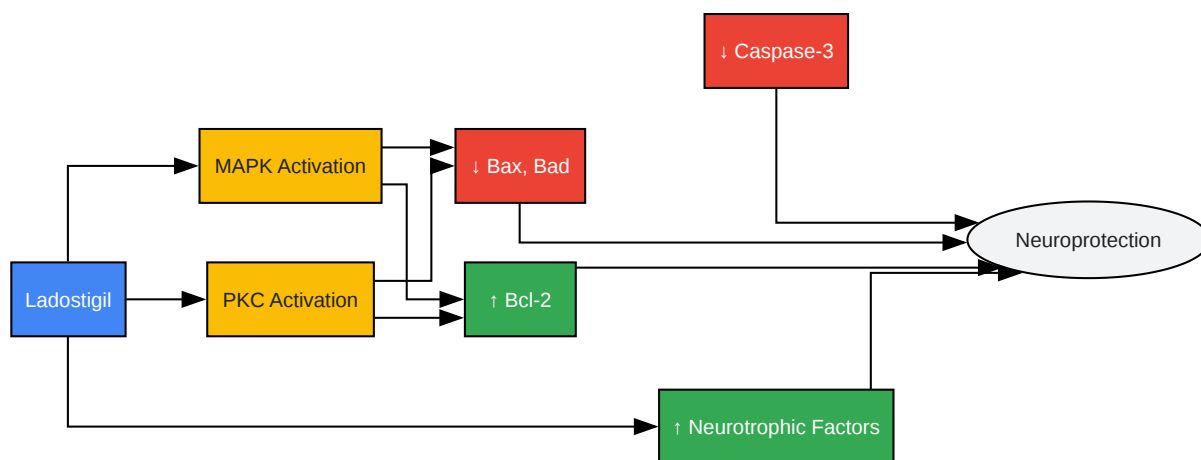 ↓ Caspase-3
MAPK Activation
↓ Bax, Bad
Neuroprotection
Ladostigil
PKC Activation
↑ Bcl-2
↑ Neurotrophic Factors